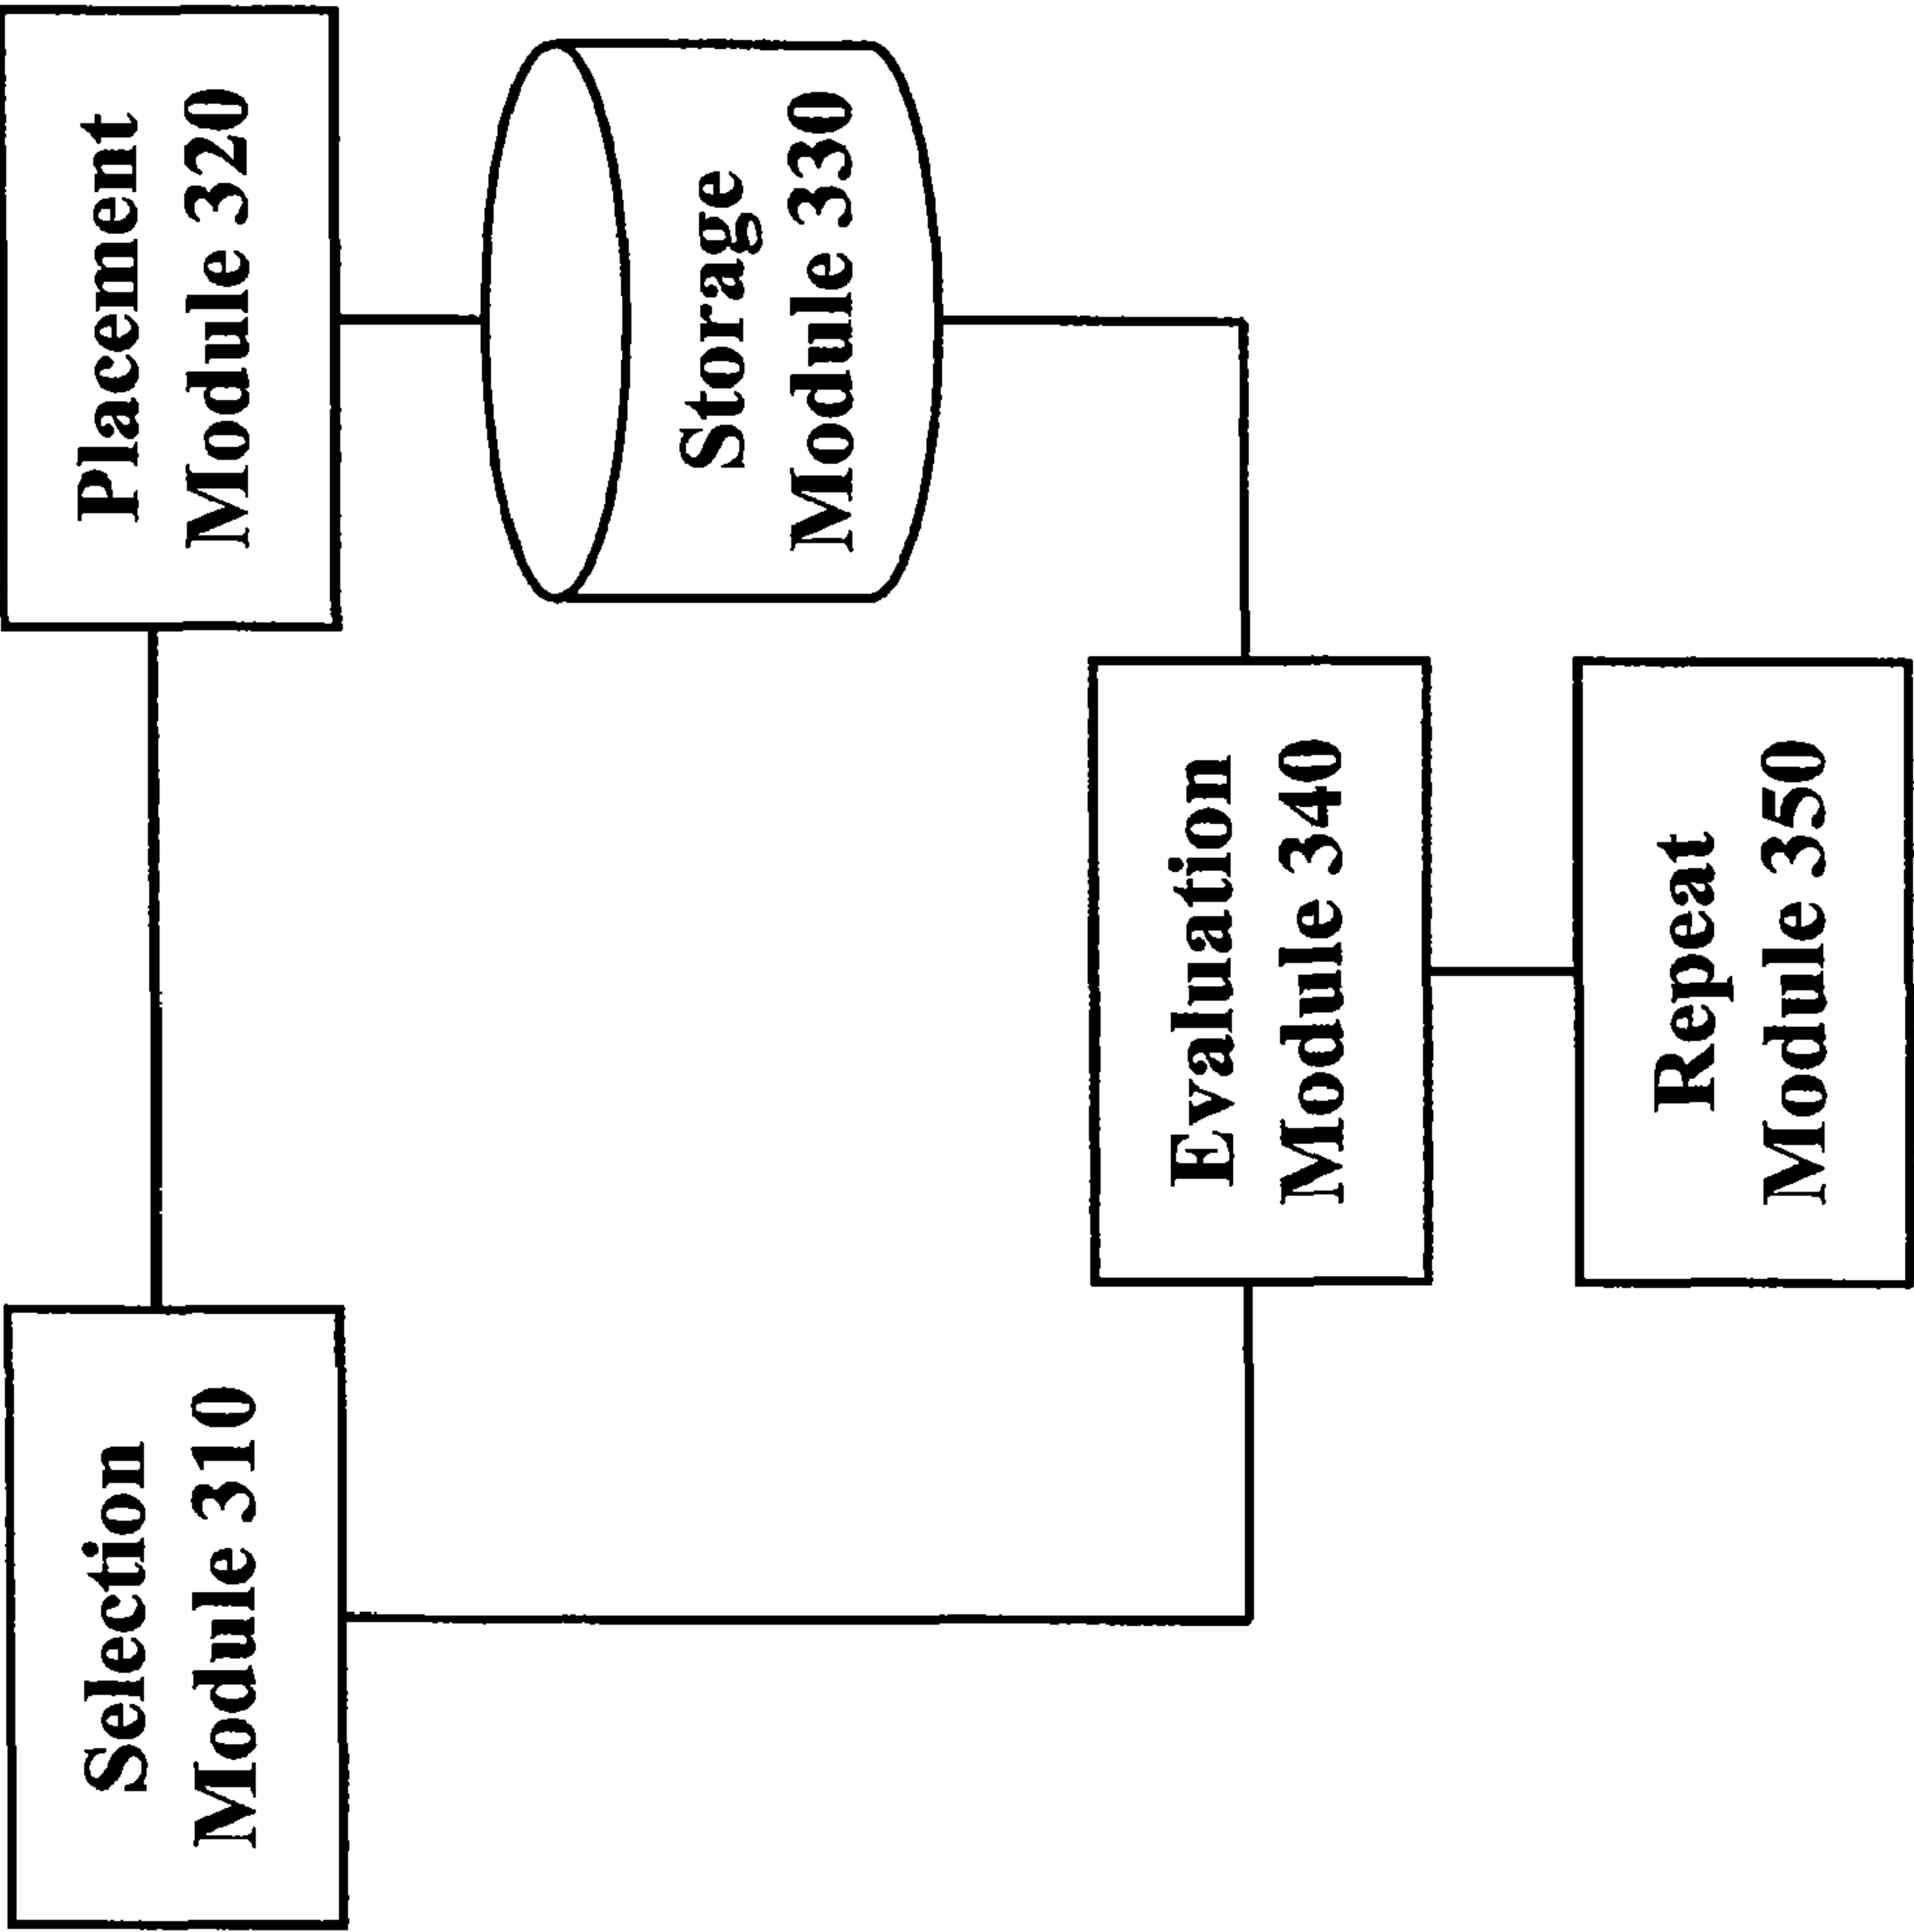 Selection
Module 310
Placement
Module 320
Storage
Module 330
Evaluation
Module 340
Repeat
Module 350